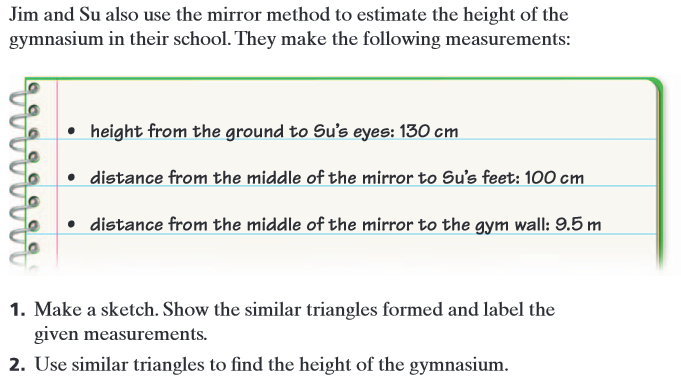 Jim and Su also use the mirror method to estimate the height of the
gymnasium in their school. They make the following measurements:
• height from the ground to Su's eyes: 130 cm
• distance from the middle of the mirror to Su's feet: 100 cm
• distance from the middle of the mirror to the gym wall: 9.5 m
1. Make a sketch. Show the similar triangles formed and label the
given measurements.
2. Use similar triangles to find the height of the gymnasium.